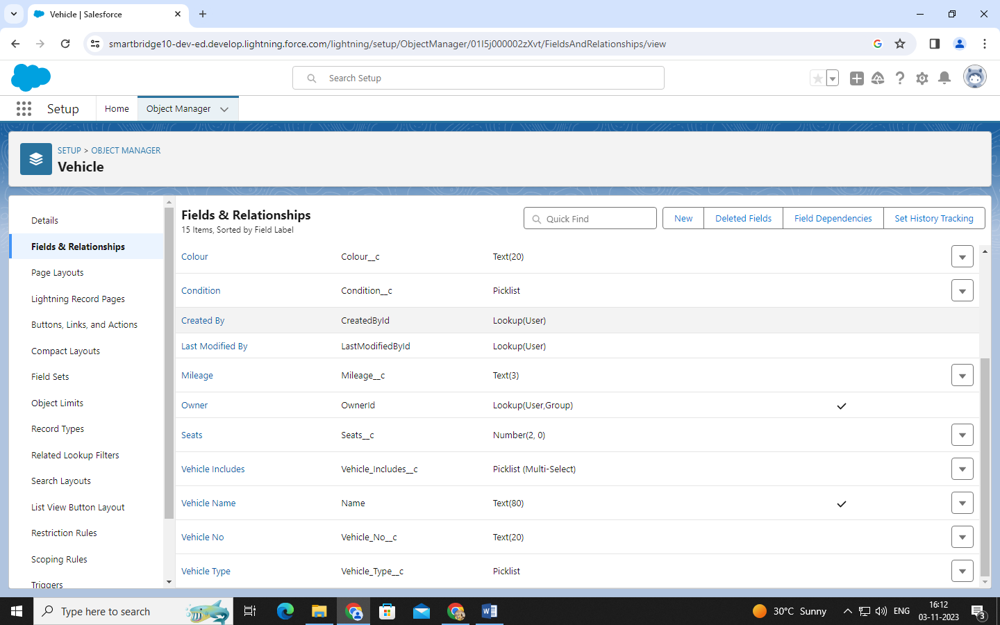 Vehicle | Salesforce
smartbridge10-dev-ed.develop.lightning.force.com/lightning/setup/ObjectManager/01I5j000002zXvt/FieldsAndRelationships/view
Search Setup
Setup
Home
Object Manager
SETUP > OBJECT MANAGER
Vehicle
Details
Fields & Relationships
Page Layouts
Lightning Record Pages
Buttons, Links, and Actions
Compact Layouts
Field Sets
Object Limits
Record Types
Related Lookup Filters
Search Layouts
List View Button Layout
Restriction Rules
Scoping Rules
Triggers
Fields & Relationships
15 Items, Sorted by Field Label
Quick Find
New
Deleted Fields
Field Dependencies
Set History Tracking
Colour Colour__c Text(20)
Condition Condition__c Picklist
Created By CreatedById Lookup(User)
Last Modified By LastModifiedById Lookup(User)
Mileage Mileage__c Text(3)
Owner OwnerId Lookup(User,Group)
Seats Seats__c Number(2, 0)
Vehicle Includes Vehicle_Includes__c Picklist (Multi-Select)
Vehicle Name Name Text(80)
Vehicle No Vehicle_No__c Text(20)
Vehicle Type Vehicle_Type__c Picklist
Type here to search
30°C Sunny
ENG
16:12
03-11-2023
3